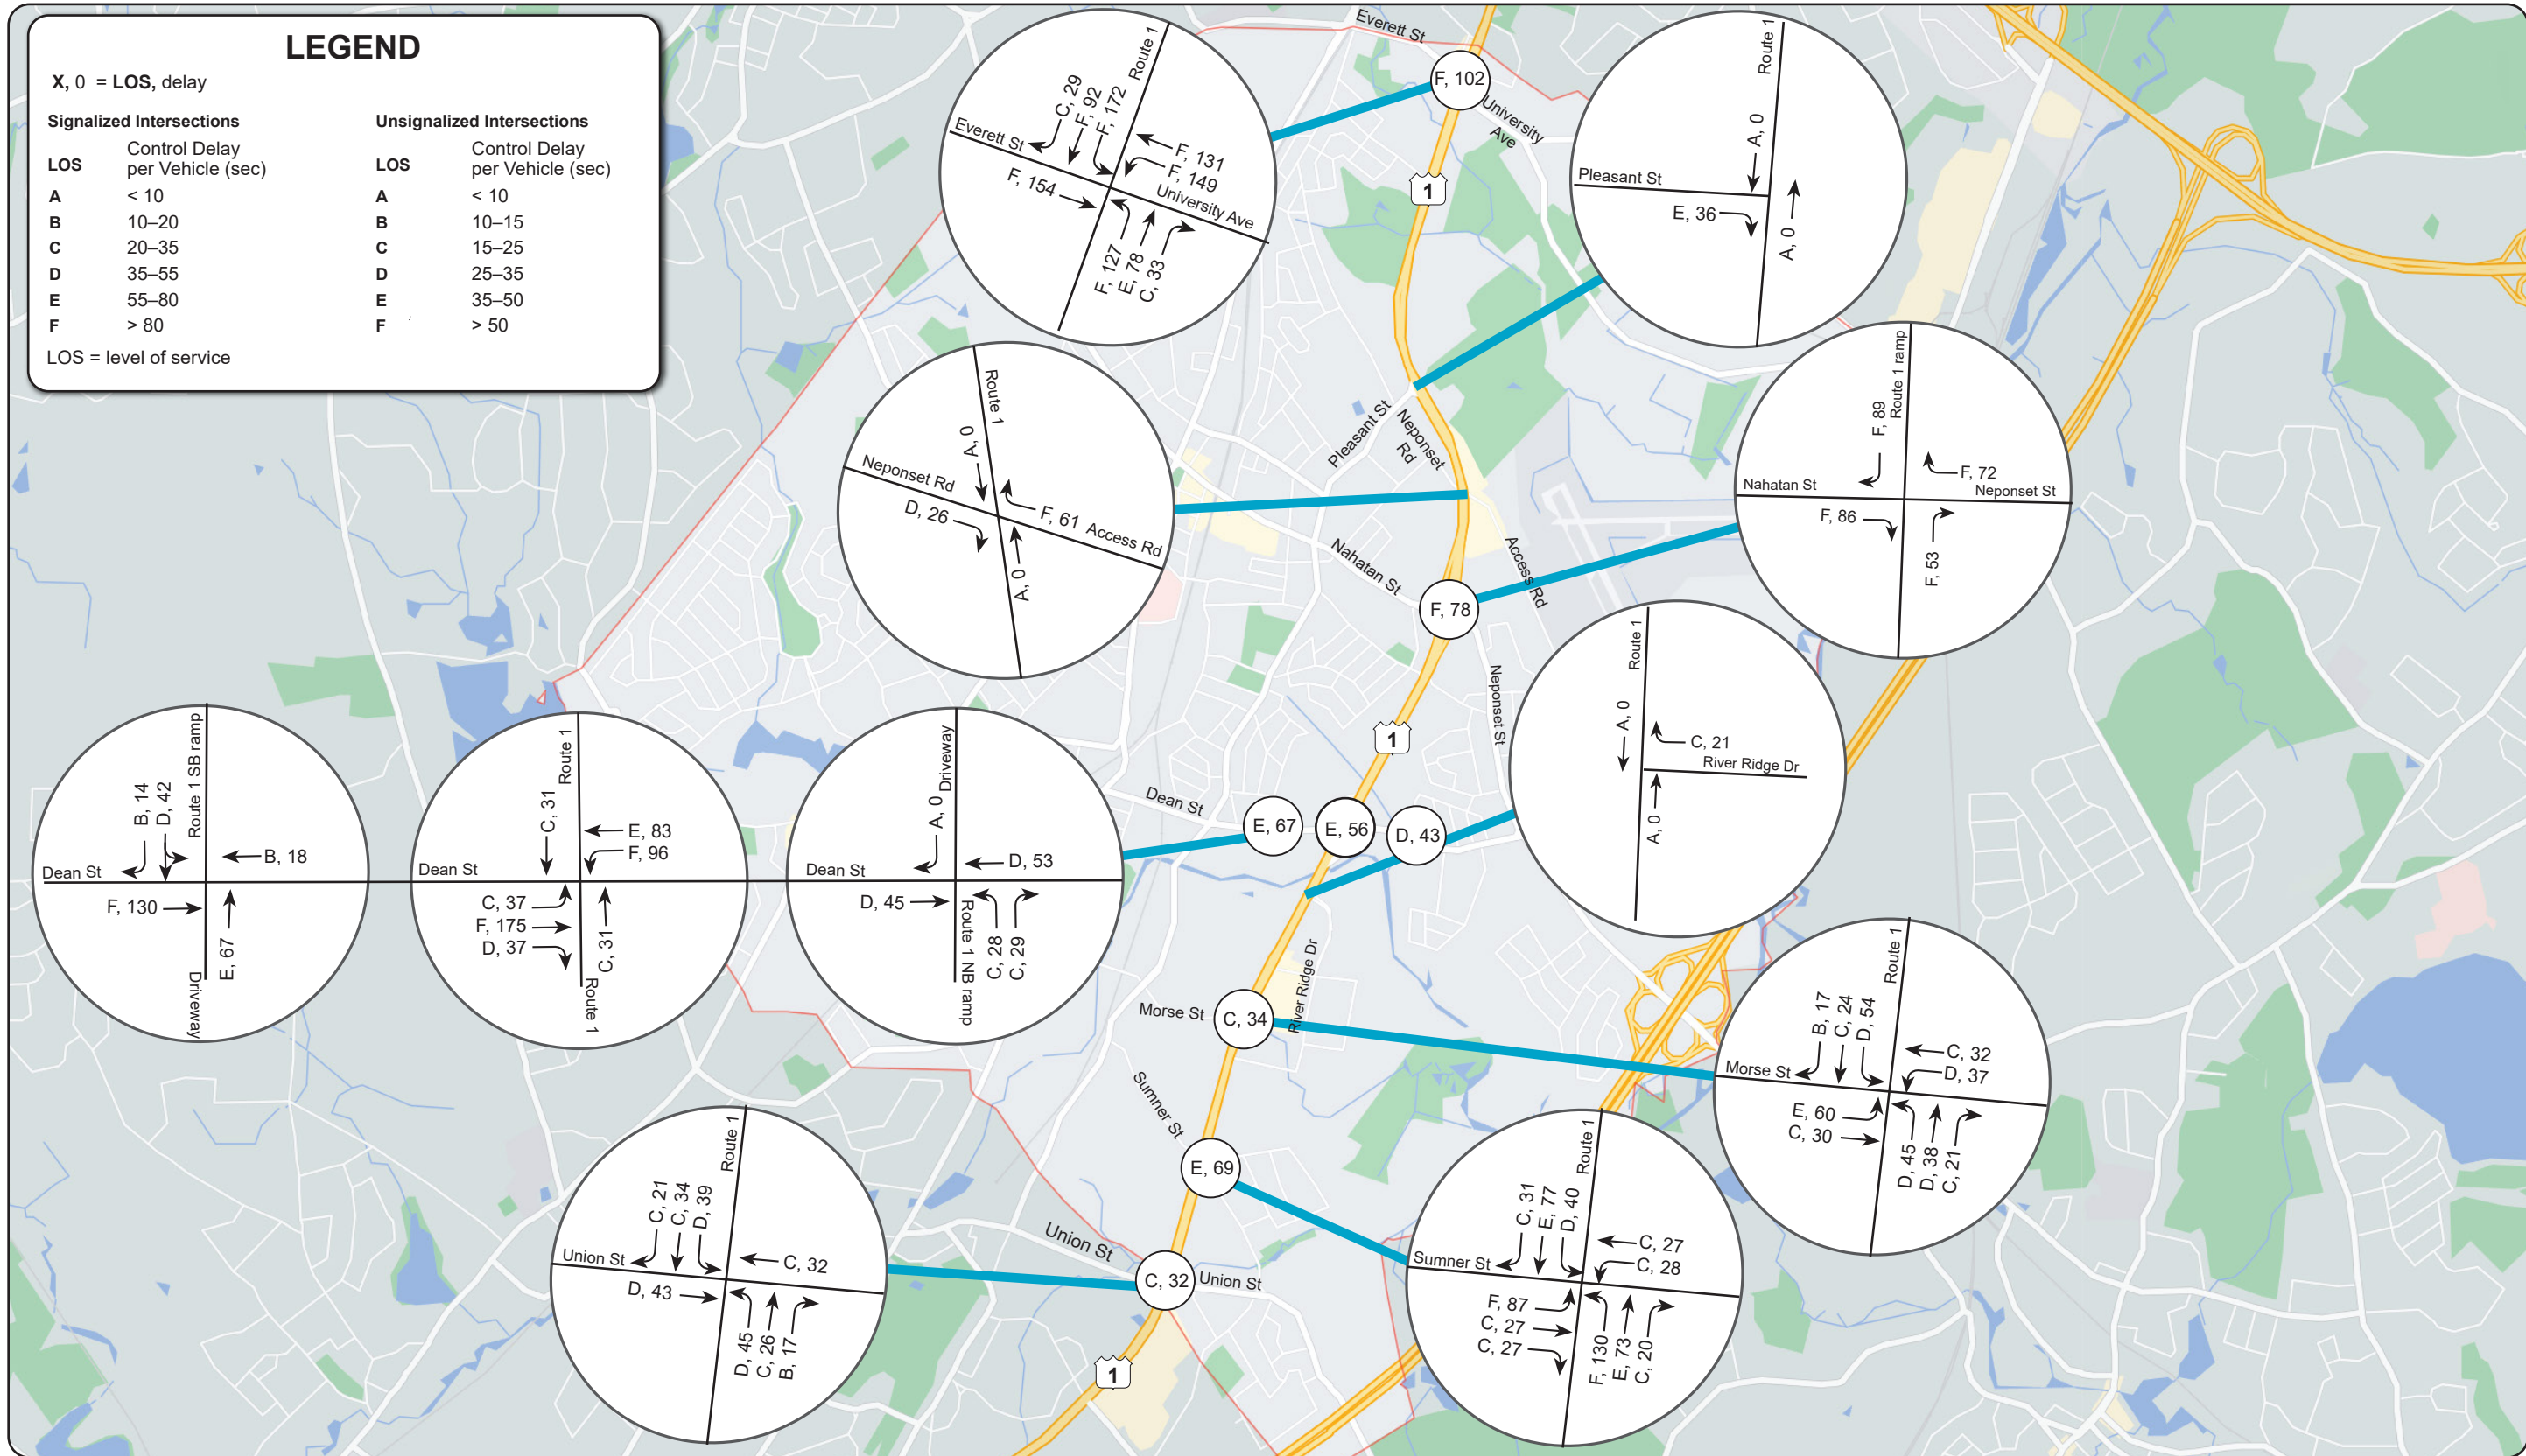 LEGEND
X, 0 = LOS, delay
Signalized Intersections
LOS Control Delay per Vehicle (sec)
A < 10
B 10–20
C 20–35
D 35–55
E 55–80
F > 80
Unsignalized Intersections
LOS Control Delay per Vehicle (sec)
A < 10
B 10–15
C 15–25
D 25–35
E 35–50
F > 50
LOS = level of service
Route 1
C, 29
F, 92
F, 172
Everett St
F, 131
F, 149
F, 154
University Ave
F, 127
E, 78
C, 33
Everett St
F, 102
University
Ave
1
Route 1
A, 0
Pleasant St
E, 36
A, 0
Route 1
A, 0
Neponset Rd
D, 26
F, 61
Access Rd
A, 0
Pleasant St
Neponset
Rd
Route 1 ramp
F, 89
F, 72
Nahatan St
Neponset St
F, 86
F, 53
Nahatan St
Access Rd
F, 78
Neponset St
1
Route 1
A, 0
C, 21
River Ridge Dr
A, 0
Route 1 SB ramp
B, 14
D, 42
B, 18
Dean St
F, 130
E, 67
Driveway
Route 1
C, 31
E, 83
F, 96
Dean St
C, 37
F, 175
D, 37
C, 31
Route 1
Driveway
A, 0
D, 53
Dean St
D, 45
Route 1 NB ramp
C, 28
C, 29
Dean St
E, 67
E, 56
D, 43
River Ridge Dr
Morse St
C, 34
Route 1
B, 17
C, 24
D, 54
C, 32
D, 37
Morse St
E, 60
C, 30
D, 45
D, 38
C, 21
Sumner St
E, 69
Route 1
C, 21
C, 34
D, 39
Union St
C, 32
D, 43
D, 45
C, 26
B, 17
Union St
C, 32
Union St
1
Route 1
C, 31
E, 77
D, 40
C, 27
C, 28
Sumner St
F, 87
C, 27
C, 27
F, 130
E, 73
C, 20